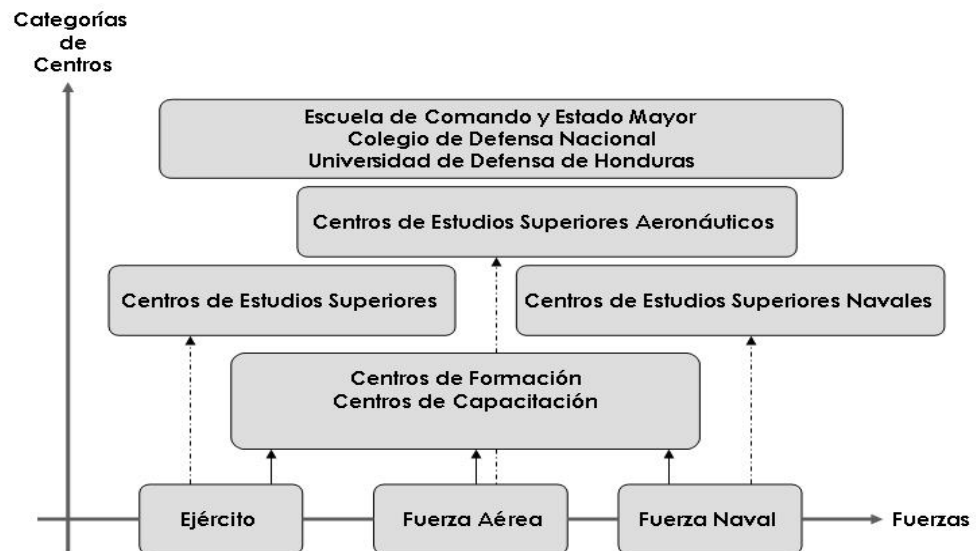 Categorías
de
Centros
Escuela de Comando y Estado Mayor
Colegio de Defensa Nacional
Universidad de Defensa de Honduras
Centros de Estudios Superiores Aeronáuticos
Centros de Estudios Superiores
Centros de Estudios Superiores Navales
Centros de Formación
Centros de Capacitación
Ejército
Fuerza Aérea
Fuerza Naval
Fuerzas